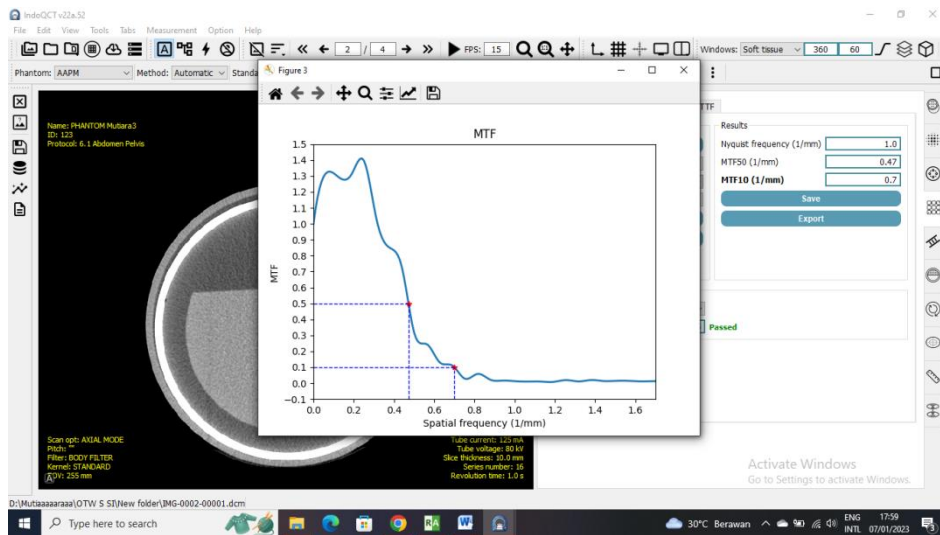 IndoQCT v22a.52
File Edit View Tools Tabs Measurement Option Help
2 / 4 FPS: 15 Windows: Soft tissue 360 60
Phantom: AAPM Method: Automatic Standa
Figure 3
TTF
Name: PHANTOM Mutiara3
ID: 123
Protocol: 6.1 Abdomen Pelvis
MTF
1.5
1.4
1.3
1.2
1.1
1.0
0.9
0.8
0.7
0.6
0.5
0.4
0.3
0.2
0.1
0.0
−0.1
MTF
0.0 0.2 0.4 0.6 0.8 1.0 1.2 1.4 1.6
Spatial frequency (1/mm)
Results
Nyquist frequency (1/mm) 1.0
MTF50 (1/mm) 0.47
MTF10 (1/mm) 0.7
Save
Export
Passed
Scan opt: AXIAL MODE
Pitch: ""
Filter: BODY FILTER
Kernel: STANDARD
FOV: 255 mm
A
Tube current: 125 mA
Tube voltage: 80 kV
Slice thickness: 10.0 mm
Series number: 16
Revolution time: 1.0 s
Activate Windows
Go to Settings to activate Windows.
D:\Mutiaaaaaraaa\OTW S SI\New folder\IMG-0002-00001.dcm
Type here to search
30°C Berawan
ENG
INTL
17:59
07/01/2023